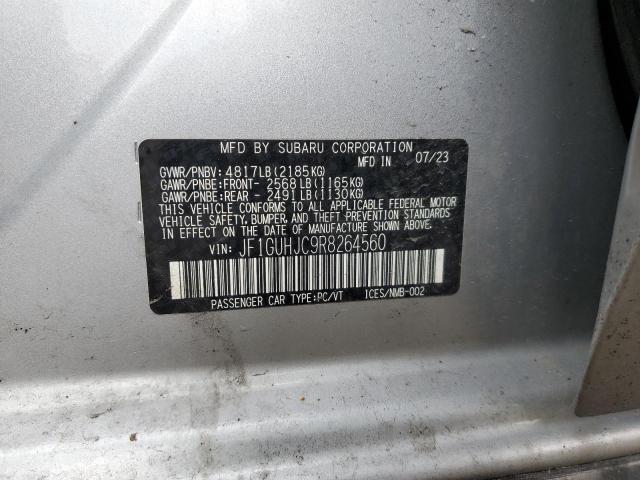 MFD BY SUBARU CORPORATION
MFD IN 07/23
GVWR/PNBV: 4817LB(2185KG)
GAWR/PNBE:FRONT- 2568LB(1165KG)
GAWR/PNBE:REAR - 2491LB(1130KG)
THIS VEHICLE CONFORMS TO ALL APPLICABLE FEDERAL MOTOR
VEHICLE SAFETY, BUMPER, AND THEFT PREVENTION STANDARDS
IN EFFECT ON THE DATE OF MANUFACTURE SHOWN ABOVE.
VIN: JF1GUHJC9R8264560
PASSENGER CAR TYPE:PC/VT ICES/NMB-002